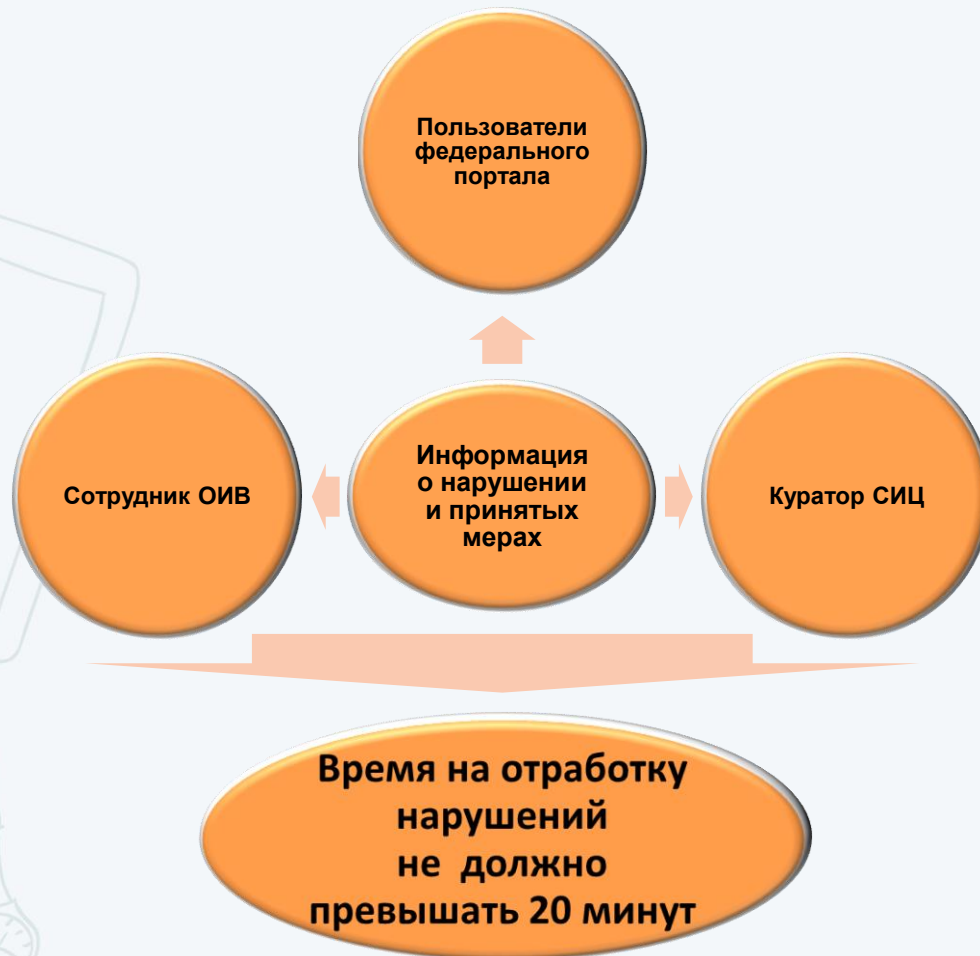 Пользователи
федерального
портала
Сотрудник ОИВ
Информация
о нарушении
и принятых
мерах
Куратор СИЦ
Время на отработку
нарушений
не должно
превышать 20 минут